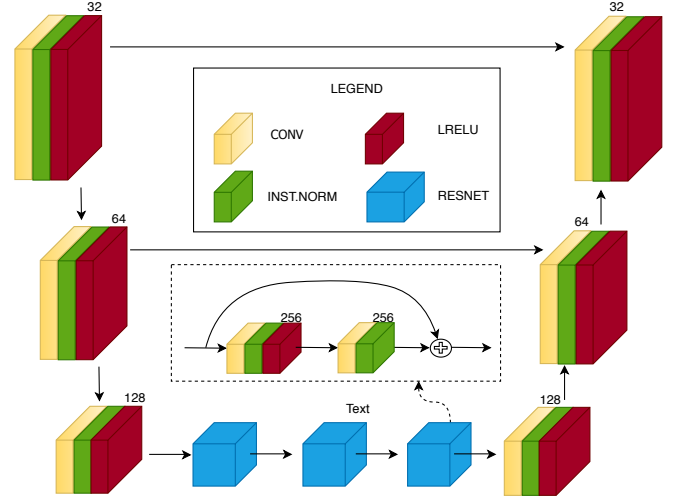 32
32
LEGEND
CONV
LRELU
INST.NORM
RESNET
64
64
256
256
128
Text
128